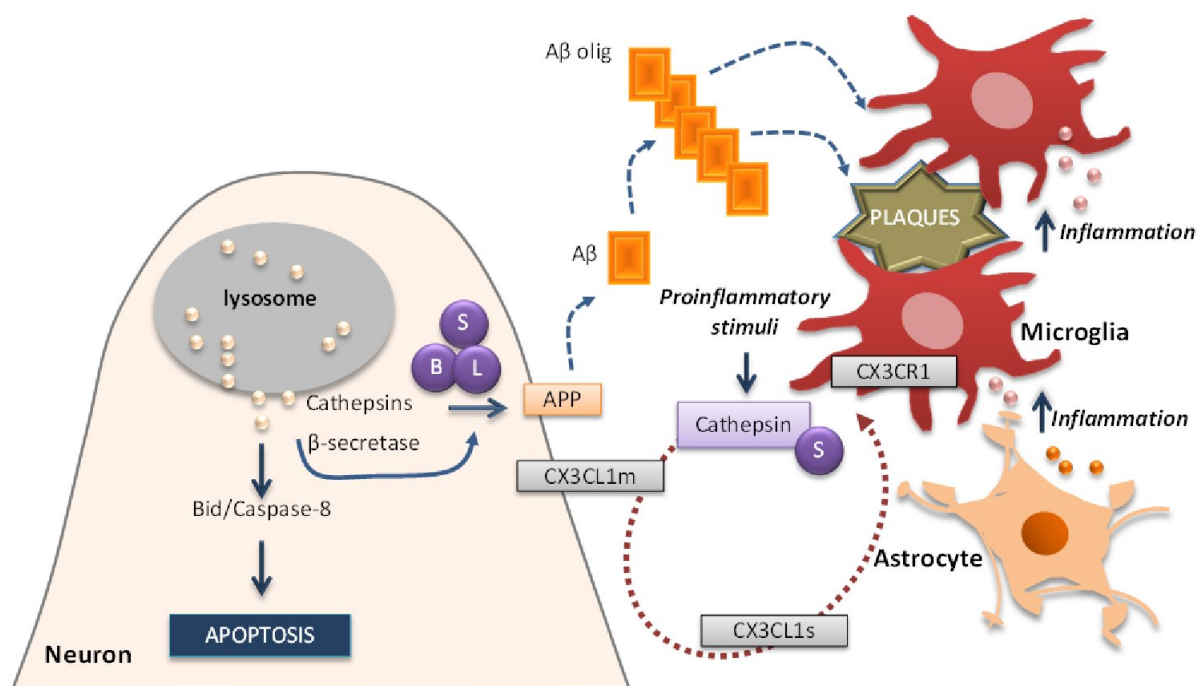 Aβ olig
PLAQUES
Inflammation
Aβ
lysosome
Proinflammatory
stimuli
Microglia
S
B
L
CX3CR1
Cathepsins
APP
Cathepsin
S
Inflammation
β-secretase
CX3CL1m
Bid/Caspase-8
Astrocyte
APOPTOSIS
CX3CL1s
Neuron